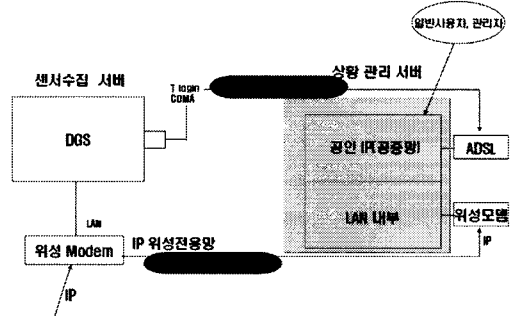 일반사용자, 관리자
센서수집 서버
T login
CDMA
상황 관리 서버
DGS
공인 IP(공중망)
ADSL
LAN
LAN 내부
위성모뎀
위성 Modem
IP 위성전용망
IP
IP